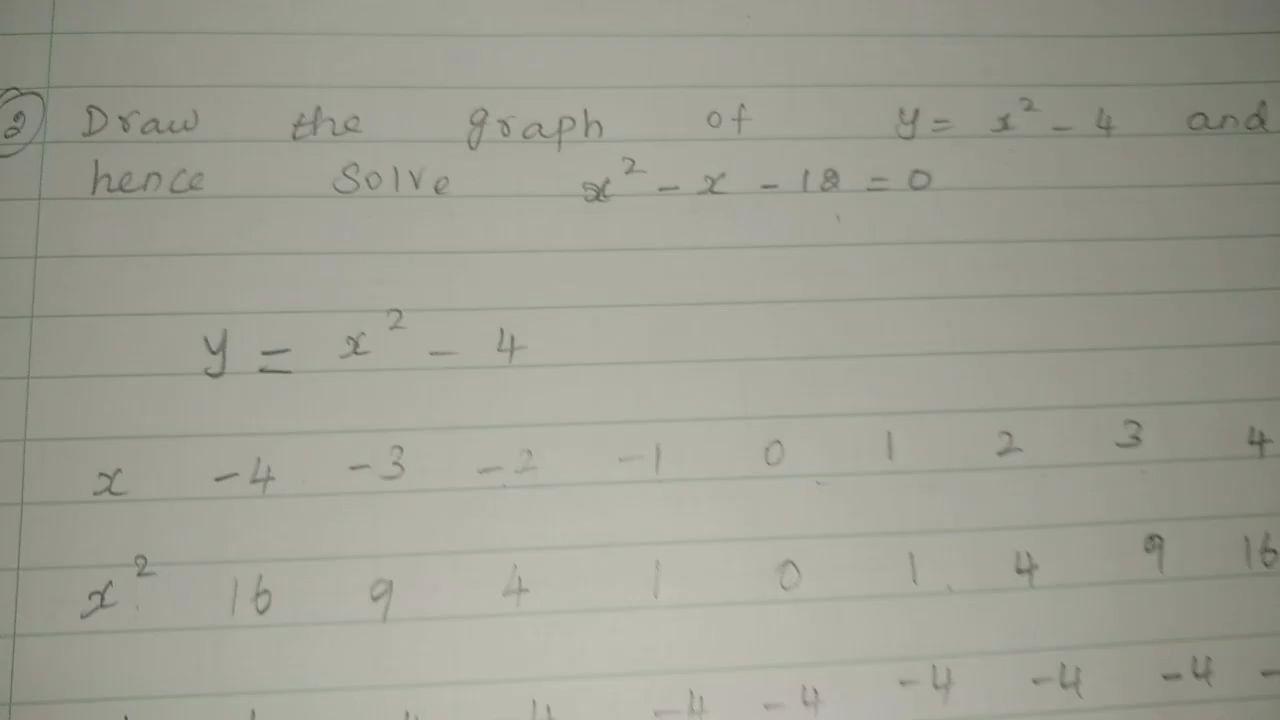 2 Draw the graph of y = x² - 4 and
hence solve x² - x - 12 = 0
y = x² - 4
x -4 -3 -2 -1 0 1 2 3 4
x² 16 9 4 1 0 1 4 9 16
-4 -4 -4 -4 -4